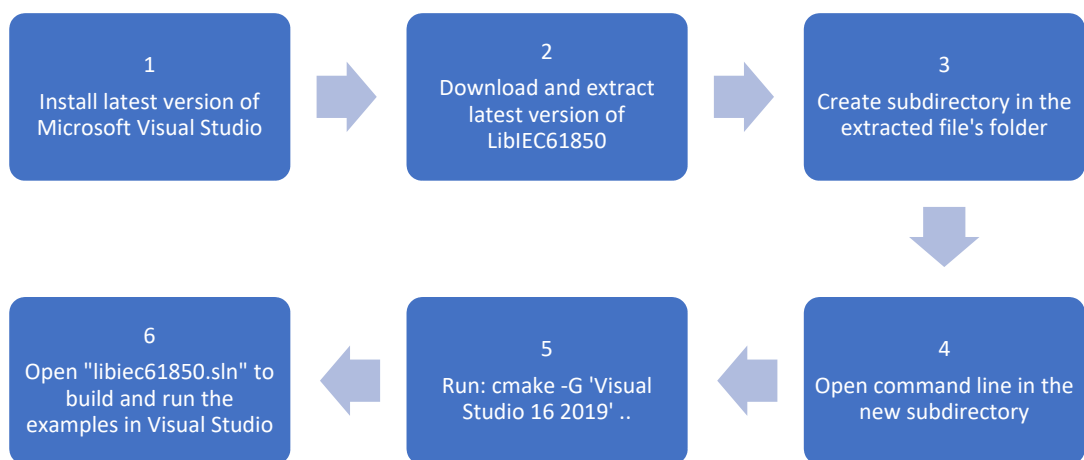 1
Install latest version of
Microsoft Visual Studio
2
Download and extract
latest version of
LibIEC61850
3
Create subdirectory in the
extracted file's folder
4
Open command line in the
new subdirectory
5
Run: cmake -G 'Visual
Studio 16 2019' ..
6
Open "libiec61850.sln" to
build and run the
examples in Visual Studio